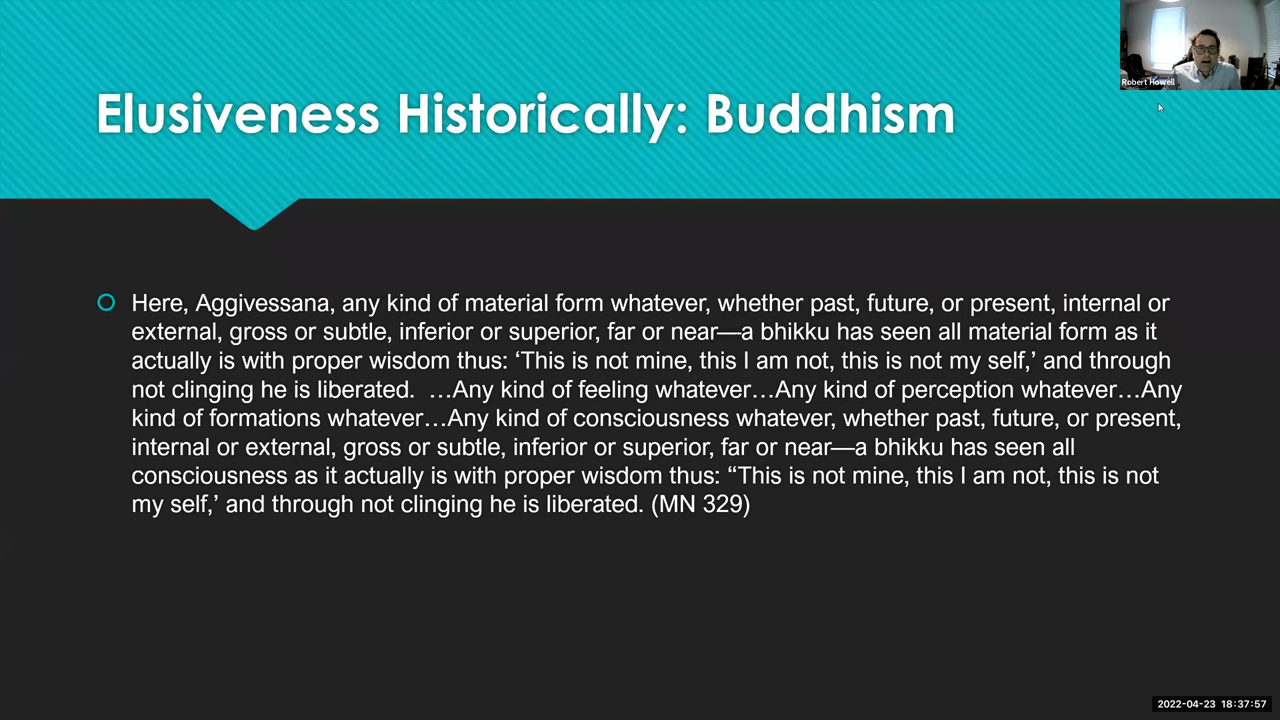 Elusiveness Historically: Buddhism
Robert Howell
Here, Aggivessana, any kind of material form whatever, whether past, future, or present, internal or
external, gross or subtle, inferior or superior, far or near—a bhikku has seen all material form as it
actually is with proper wisdom thus: ‘This is not mine, this I am not, this is not my self,’ and through
not clinging he is liberated.  …Any kind of feeling whatever…Any kind of perception whatever…Any
kind of formations whatever…Any kind of consciousness whatever, whether past, future, or present,
internal or external, gross or subtle, inferior or superior, far or near—a bhikku has seen all
consciousness as it actually is with proper wisdom thus: “This is not mine, this I am not, this is not
my self,’ and through not clinging he is liberated. (MN 329)
2022-04-23 18:37:57